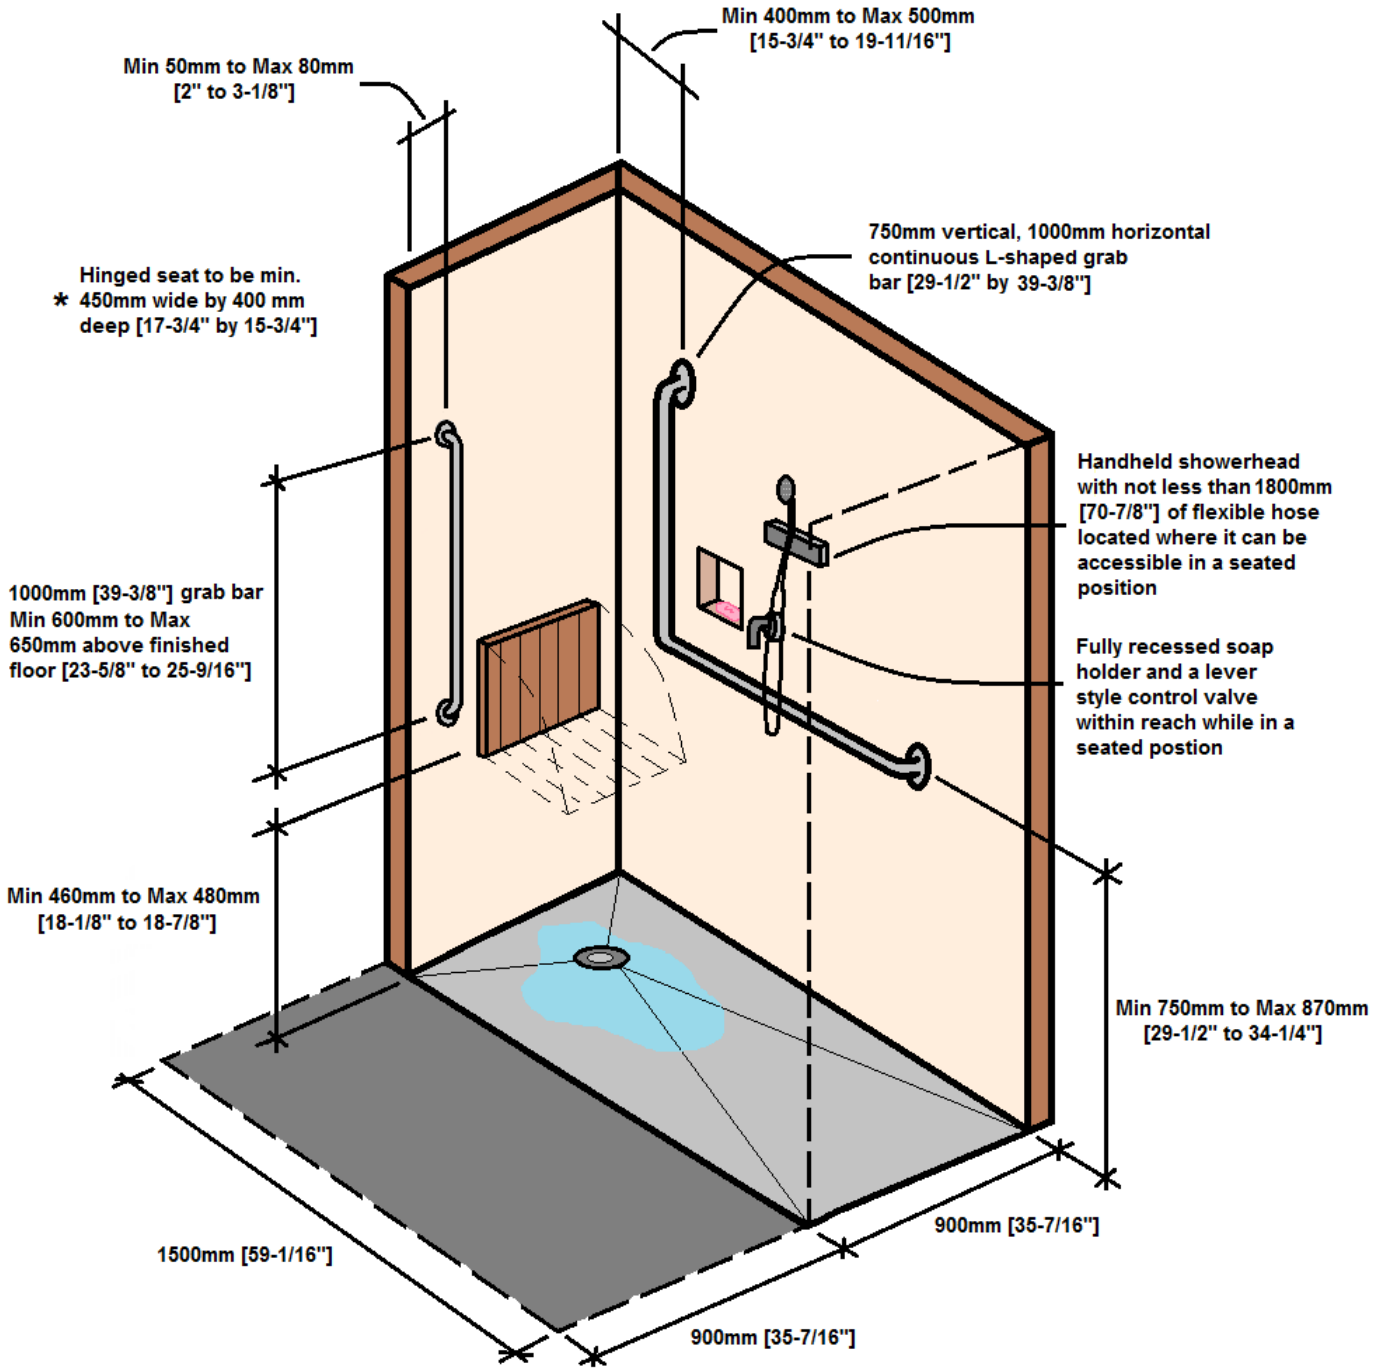 Min 400mm to Max 500mm
[15-3/4" to 19-11/16"]
Min 50mm to Max 80mm
[2" to 3-1/8"]
750mm vertical, 1000mm horizontal
continuous L-shaped grab
bar [29-1/2" by 39-3/8"]
Hinged seat to be min.
* 450mm wide by 400 mm
deep [17-3/4" by 15-3/4"]
Handheld showerhead
with not less than 1800mm
[70-7/8"] of flexible hose
located where it can be
accessible in a seated
position
1000mm [39-3/8"] grab bar
Min 600mm to Max
650mm above finished
floor [23-5/8" to 25-9/16"]
Fully recessed soap
holder and a lever
style control valve
within reach while in a
seated postion
Min 460mm to Max 480mm
[18-1/8" to 18-7/8"]
Min 750mm to Max 870mm
[29-1/2" to 34-1/4"]
900mm [35-7/16"]
1500mm [59-1/16"]
900mm [35-7/16"]